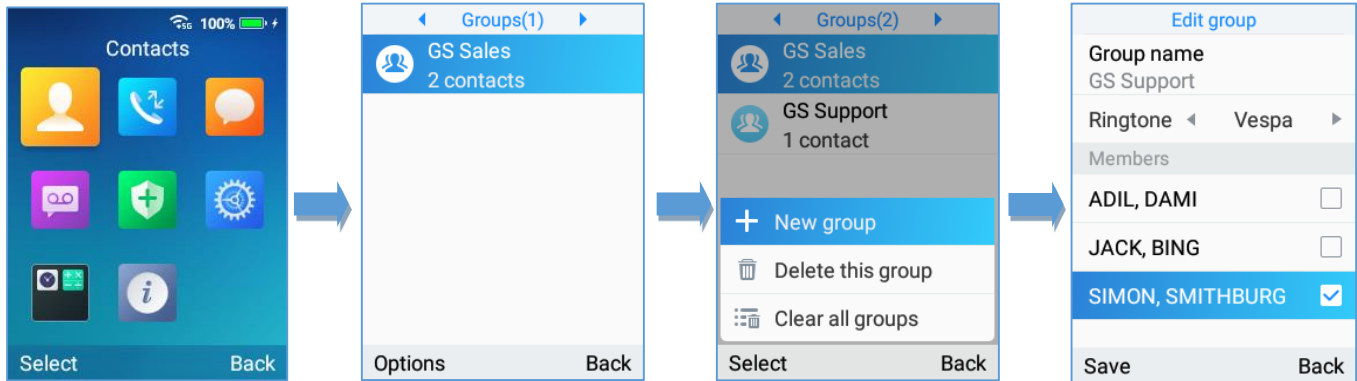 5G 100%
Contacts
Select Back
Groups(1)
GS Sales
2 contacts
Options Back
Groups(2)
GS Sales
2 contacts
GS Support
1 contact
New group
Delete this group
Clear all groups
Select Back
Edit group
Group name
GS Support
Ringtone Vespa
Members
ADIL, DAMI
JACK, BING
SIMON, SMITHBURG
Save Back